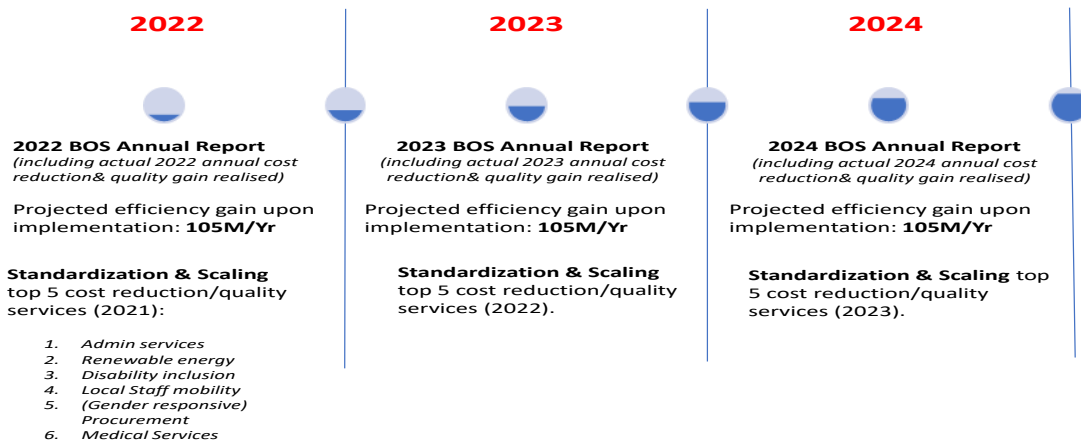 2022
2023
2024
2022 BOS Annual Report
(including actual 2022 annual cost
reduction& quality gain realised)
Projected efficiency gain upon
implementation: 105M/Yr
Standardization & Scaling
top 5 cost reduction/quality
services (2021):
1. Admin services
2. Renewable energy
3. Disability inclusion
4. Local Staff mobility
5. (Gender responsive)
Procurement
6. Medical Services
2023 BOS Annual Report
(including actual 2023 annual cost
reduction& quality gain realised)
Projected efficiency gain upon
implementation: 105M/Yr
Standardization & Scaling
top 5 cost reduction/quality
services (2022).
2024 BOS Annual Report
(including actual 2024 annual cost
reduction& quality gain realised)
Projected efficiency gain upon
implementation: 105M/Yr
Standardization & Scaling top
5 cost reduction/quality
services (2023).